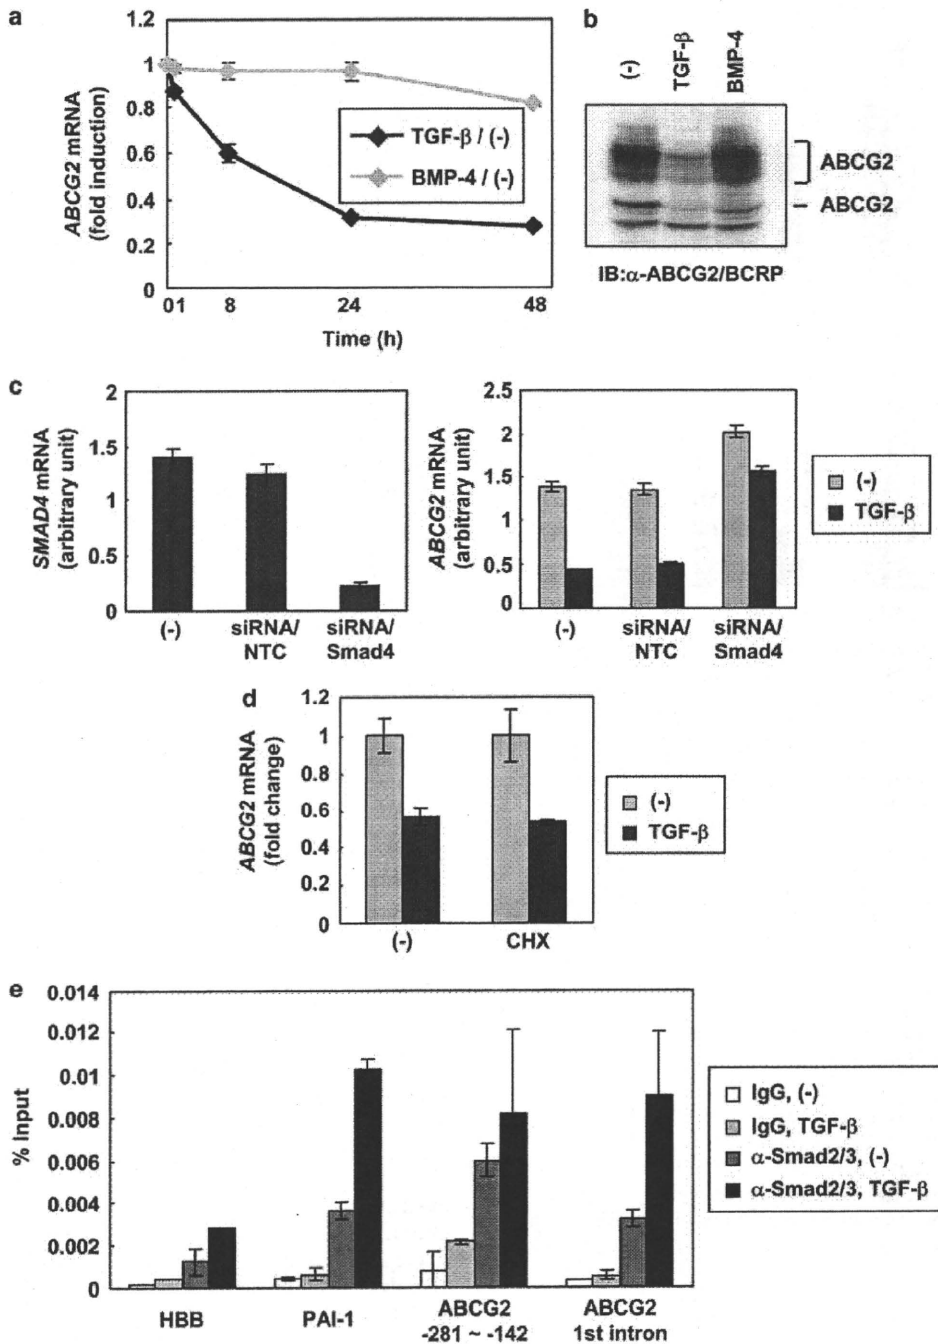 a
1.2
1
0.8
0.6
0.4
0.2
0
ABCG2 mRNA
(fold induction)
TGF-β / (-)
BMP-4 / (-)
0 1 8 24 48
Time (h)
b
(-) TGF-β BMP-4
ABCG2
ABCG2
IB:α-ABCG2/BCRP
c
2
1.5
1
0.5
0
SMAD4 mRNA
(arbitrary unit)
(-) siRNA/ siRNA/
NTC Smad4
2.5
2
1.5
1
0.5
0
ABCG2 mRNA
(arbitrary unit)
(-) siRNA/ siRNA/
NTC Smad4
(-)
TGF-β
d
1.2
1
0.8
0.6
0.4
0.2
0
ABCG2 mRNA
(fold change)
(-) CHX
(-)
TGF-β
e
0.014
0.012
0.01
0.008
0.006
0.004
0.002
0
% Input
HBB PAI-1 ABCG2 ABCG2
-281 ~ -142 1st intron
IgG, (-)
IgG, TGF-β
α-Smad2/3, (-)
α-Smad2/3, TGF-β